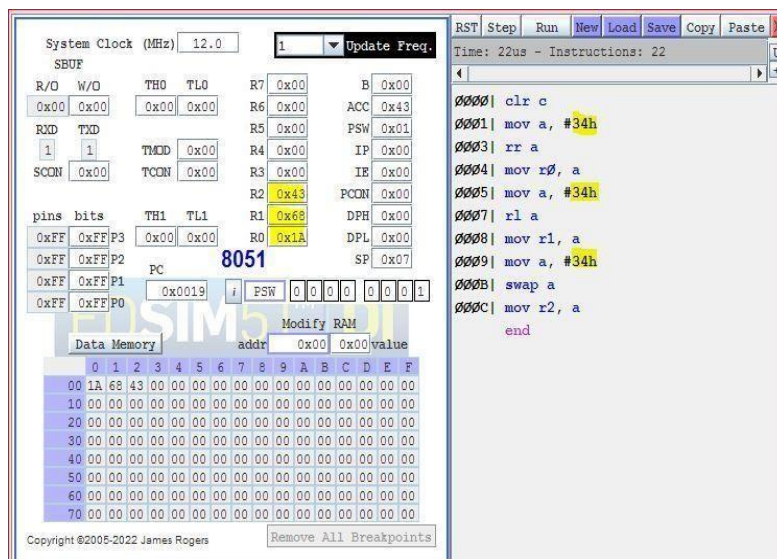 RST Step Run New Load Save Copy Paste
System Clock (MHz) 12.0 1 Update Freq.
Time: 22us - Instructions: 22
SBUF
R/O W/O TH0 TL0 R7 0x00 B 0x00
0x00 0x00 0x00 0x00 R6 0x00 ACC 0x43
RXD TXD R5 0x00 PSW 0x01
1 1 TMOD 0x00 R4 0x00 IP 0x00
SCON 0x00 TCON 0x00 R3 0x00 IE 0x00
R2 0x43 PCON 0x00
pins bits TH1 TL1 R1 0x68 DPH 0x00
0xFF 0xFF P3 0x00 0x00 R0 0x1A DPL 0x00
0xFF 0xFF P2 8051 SP 0x07
0xFF 0xFF P1 PC
0xFF 0xFF P0 0x0019 i PSW 0 0 0 0 0 0 0 1
EDSIM51 DI
Modify RAM
Data Memory addr 0x00 0x00 value
0 1 2 3 4 5 6 7 8 9 A B C D E F
00 1A 68 43 00 00 00 00 00 00 00 00 00 00 00 00 00
10 00 00 00 00 00 00 00 00 00 00 00 00 00 00 00 00
20 00 00 00 00 00 00 00 00 00 00 00 00 00 00 00 00
30 00 00 00 00 00 00 00 00 00 00 00 00 00 00 00 00
40 00 00 00 00 00 00 00 00 00 00 00 00 00 00 00 00
50 00 00 00 00 00 00 00 00 00 00 00 00 00 00 00 00
60 00 00 00 00 00 00 00 00 00 00 00 00 00 00 00 00
70 00 00 00 00 00 00 00 00 00 00 00 00 00 00 00 00
Copyright ©2005-2022 James Rogers Remove All Breakpoints
0000| clr c
0001| mov a, #34h
0003| rr a
0004| mov r0, a
0005| mov a, #34h
0007| rl a
0008| mov r1, a
0009| mov a, #34h
000B| swap a
000C| mov r2, a
end